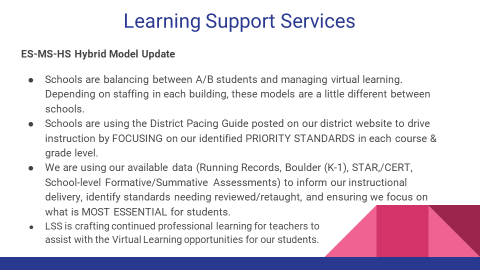 Learning Support Services
ES-MS-HS Hybrid Model Update
● Schools are balancing between A/B students and managing virtual learning.
Depending on staffing in each building, these models are a little different between
schools.
● Schools are using the District Pacing Guide posted on our district website to drive
instruction by FOCUSING on our identified PRIORITY STANDARDS in each course &
grade level.
● We are using our available data (Running Records, Boulder (K-1), STAR,/CERT,
School-level Formative/Summative Assessments) to inform our instructional
delivery, identify standards needing reviewed/retaught, and ensuring we focus on
what is MOST ESSENTIAL for students.
● LSS is crafting continued professional learning for teachers to
assist with the Virtual Learning opportunities for our students.